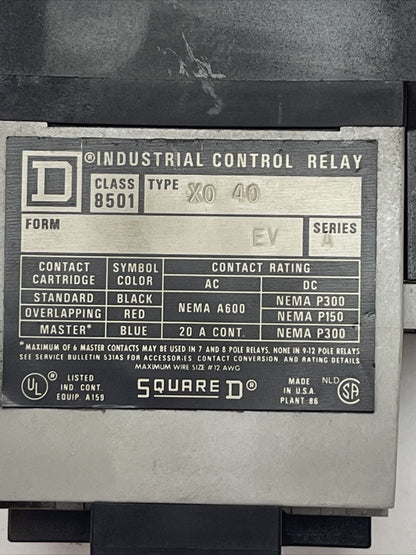 D ® INDUSTRIAL CONTROL RELAY
CLASS 8501 TYPE XO 40
FORM EV SERIES A
CONTACT CARTRIDGE SYMBOL COLOR CONTACT RATING
AC DC
STANDARD BLACK NEMA A600 NEMA P300
OVERLAPPING RED NEMA P150
MASTER* BLUE 20 A CONT. NEMA P300
*MAXIMUM OF 6 MASTER CONTACTS MAY BE USED IN 7 AND 8 POLE RELAYS. NONE IN 9-12 POLE RELAYS
SEE SERVICE BULLETIN 531AS FOR ACCESSORIES CONTACT CONVERSION AND RATING DETAILS
MAXIMUM WIRE SIZE #12 AWG
UL ® LISTED IND. CONT. EQUIP. A159
SQUARE D ®
MADE IN U.S.A. PLANT 86
NLD SA